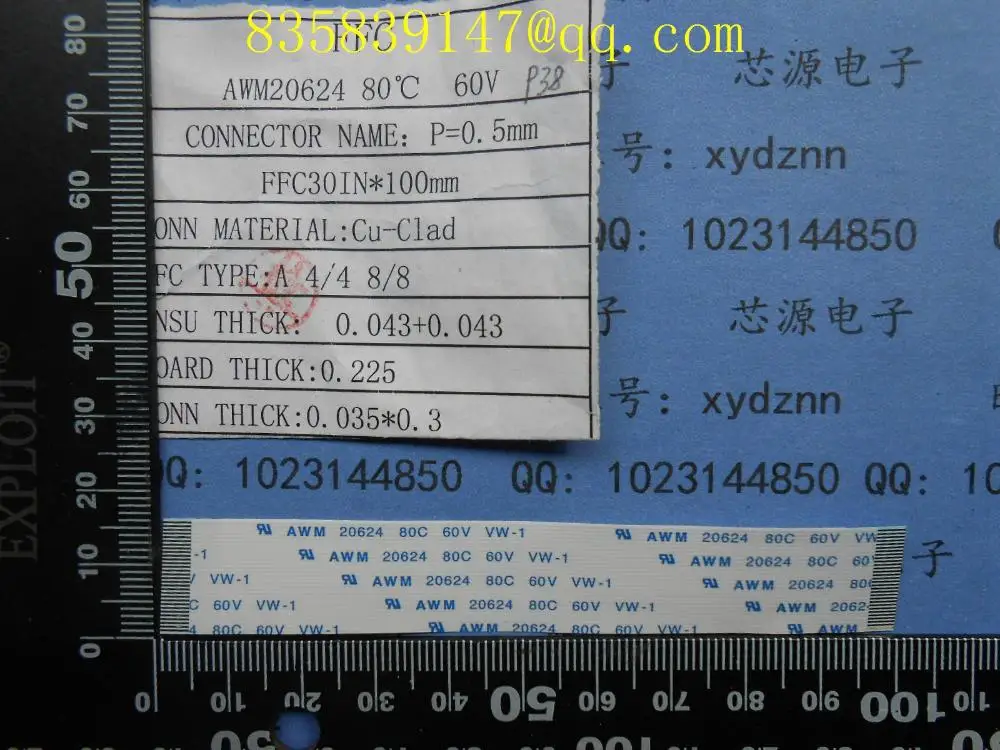 835839147@qq.com
FFC
AWM20624 80℃ 60V P38
CONNECTOR NAME: P=0.5mm
FFC30IN*100mm
ONN MATERIAL:Cu-Clad
FC TYPE:A 4/4 8/8
NSU THICK: 0.043+0.043
OARD THICK:0.225
ONN THICK:0.035*0.3
子 芯源电子
号: xydznn
QQ: 1023144850
子 芯源电子
号: xydznn
QQ: 1023144850 QQ: 1023144850 QQ: 10
子
AWM 20624 80C 60V VW-1 AWM 20624 80C 60V VW
-1 AWM 20624 80C 60V VW-1 AWM 20624 80C 60
VW-1 AWM 20624 80C 60V VW-1 AWM 20624 80
C 60V VW-1 AWM 20624 80C 60V VW-1 AWM 2062
4 80C 60V VW-1 AWM 20624 80C 60V VW-1 AWM
EXPLOIT®
80
70
60
50
40
30
20
10
0
0 10 20 30 40 50 60 70 80 90 100 110